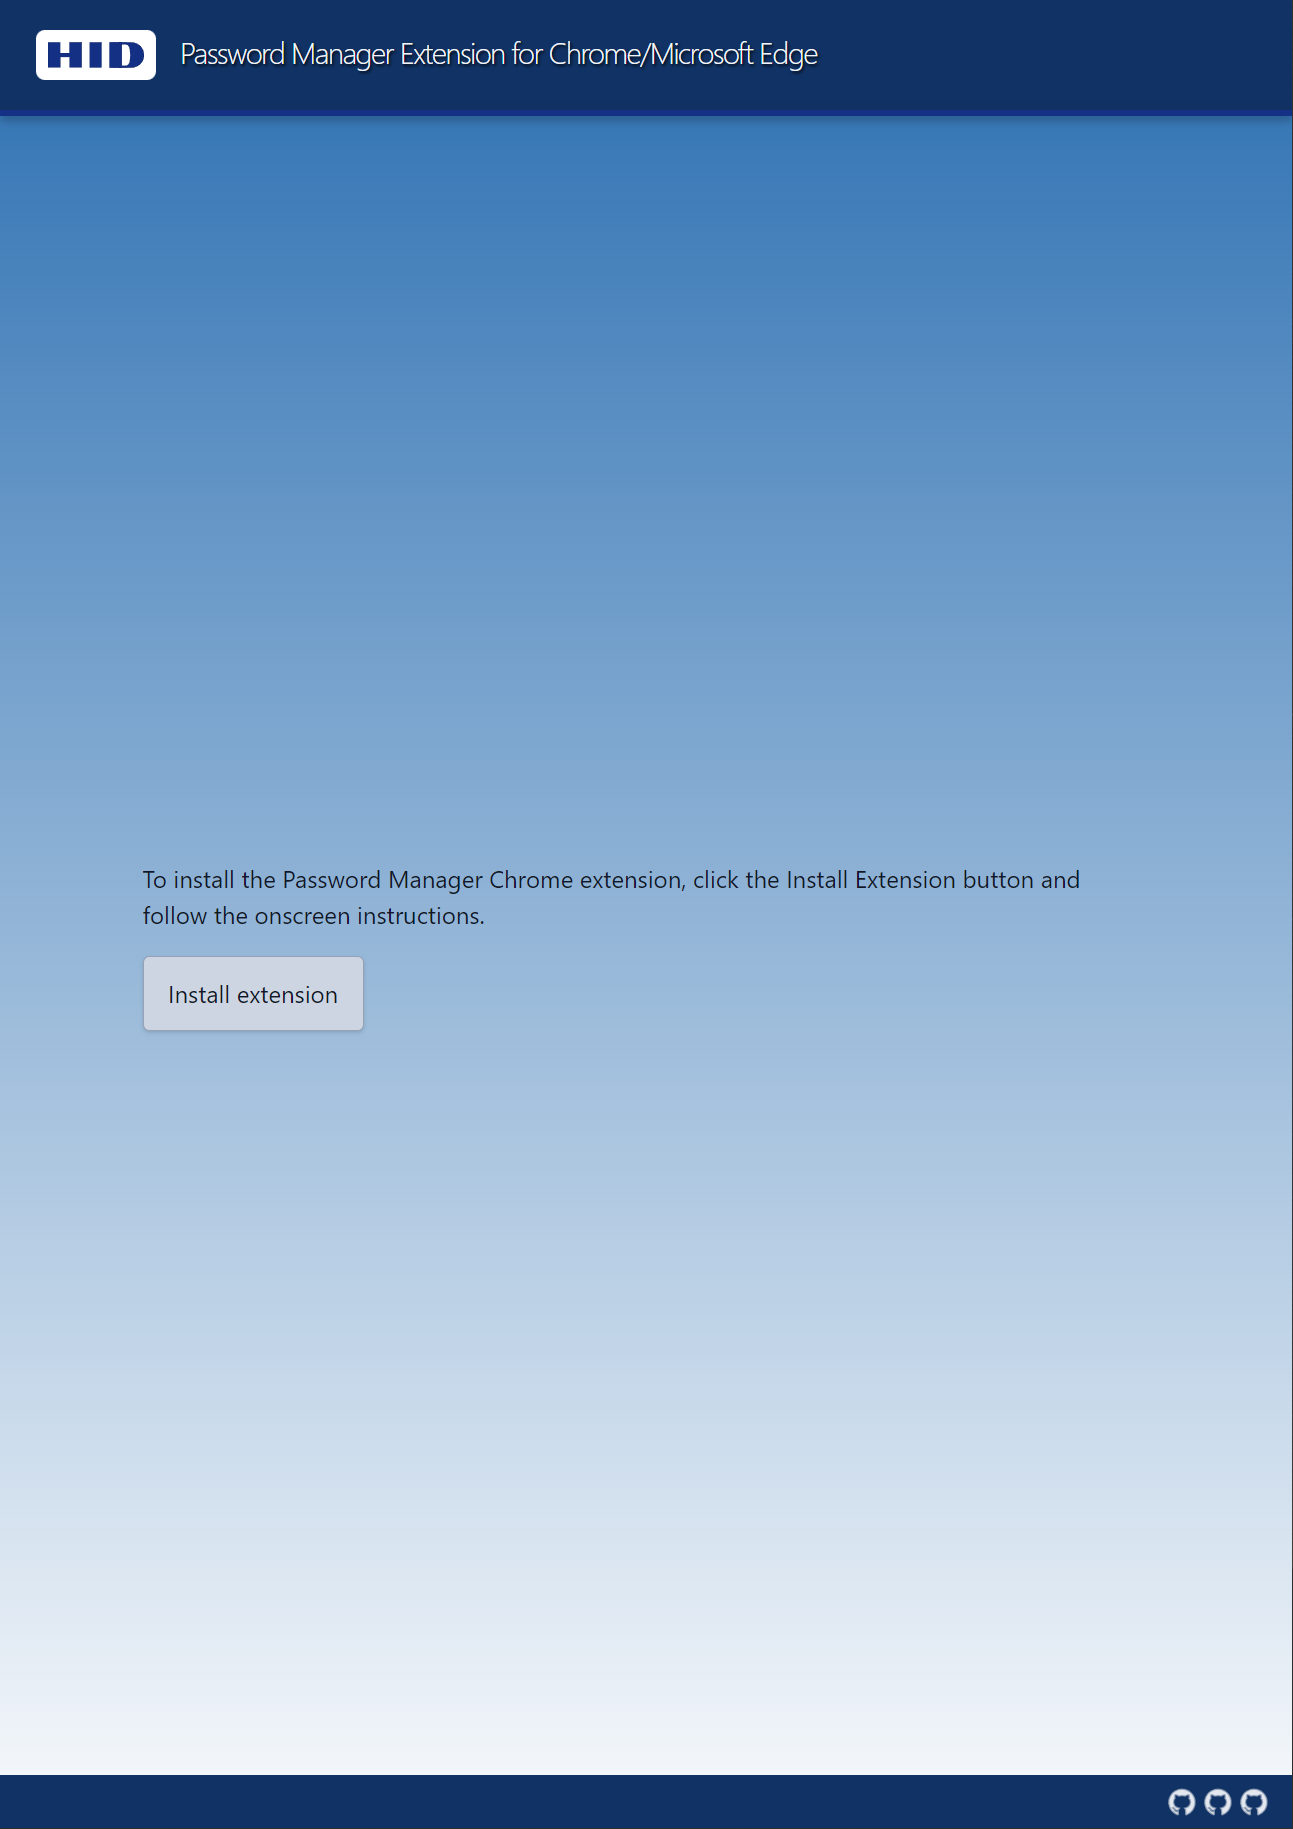 HID
Password Manager Extension for Chrome/Microsoft Edge
To install the Password Manager Chrome extension, click the Install Extension button and
follow the onscreen instructions.
Install extension